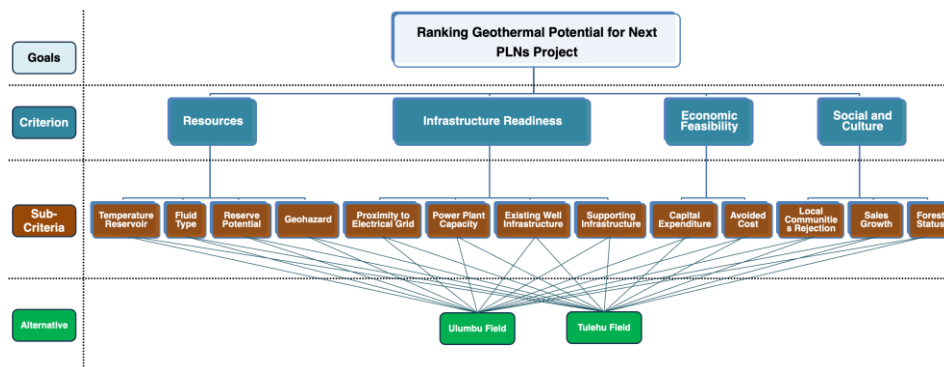 Ranking Geothermal Potential for Next
PLNs Project
Goals
Criterion
Resources
Infrastructure Readiness
Economic
Feasibility
Social and
Culture
Sub-
Criteria
Temperature
Reservoir
Fluid
Type
Reserve
Potential
Geohazard
Proximity to
Electrical Grid
Power Plant
Capacity
Existing Well
Infrastructure
Supporting
Infrastructure
Capital
Expenditure
Avoided
Cost
Local
Communitie
s Rejection
Sales
Growth
Forest
Status
Alternative
Ulumbu Field
Tulehu Field